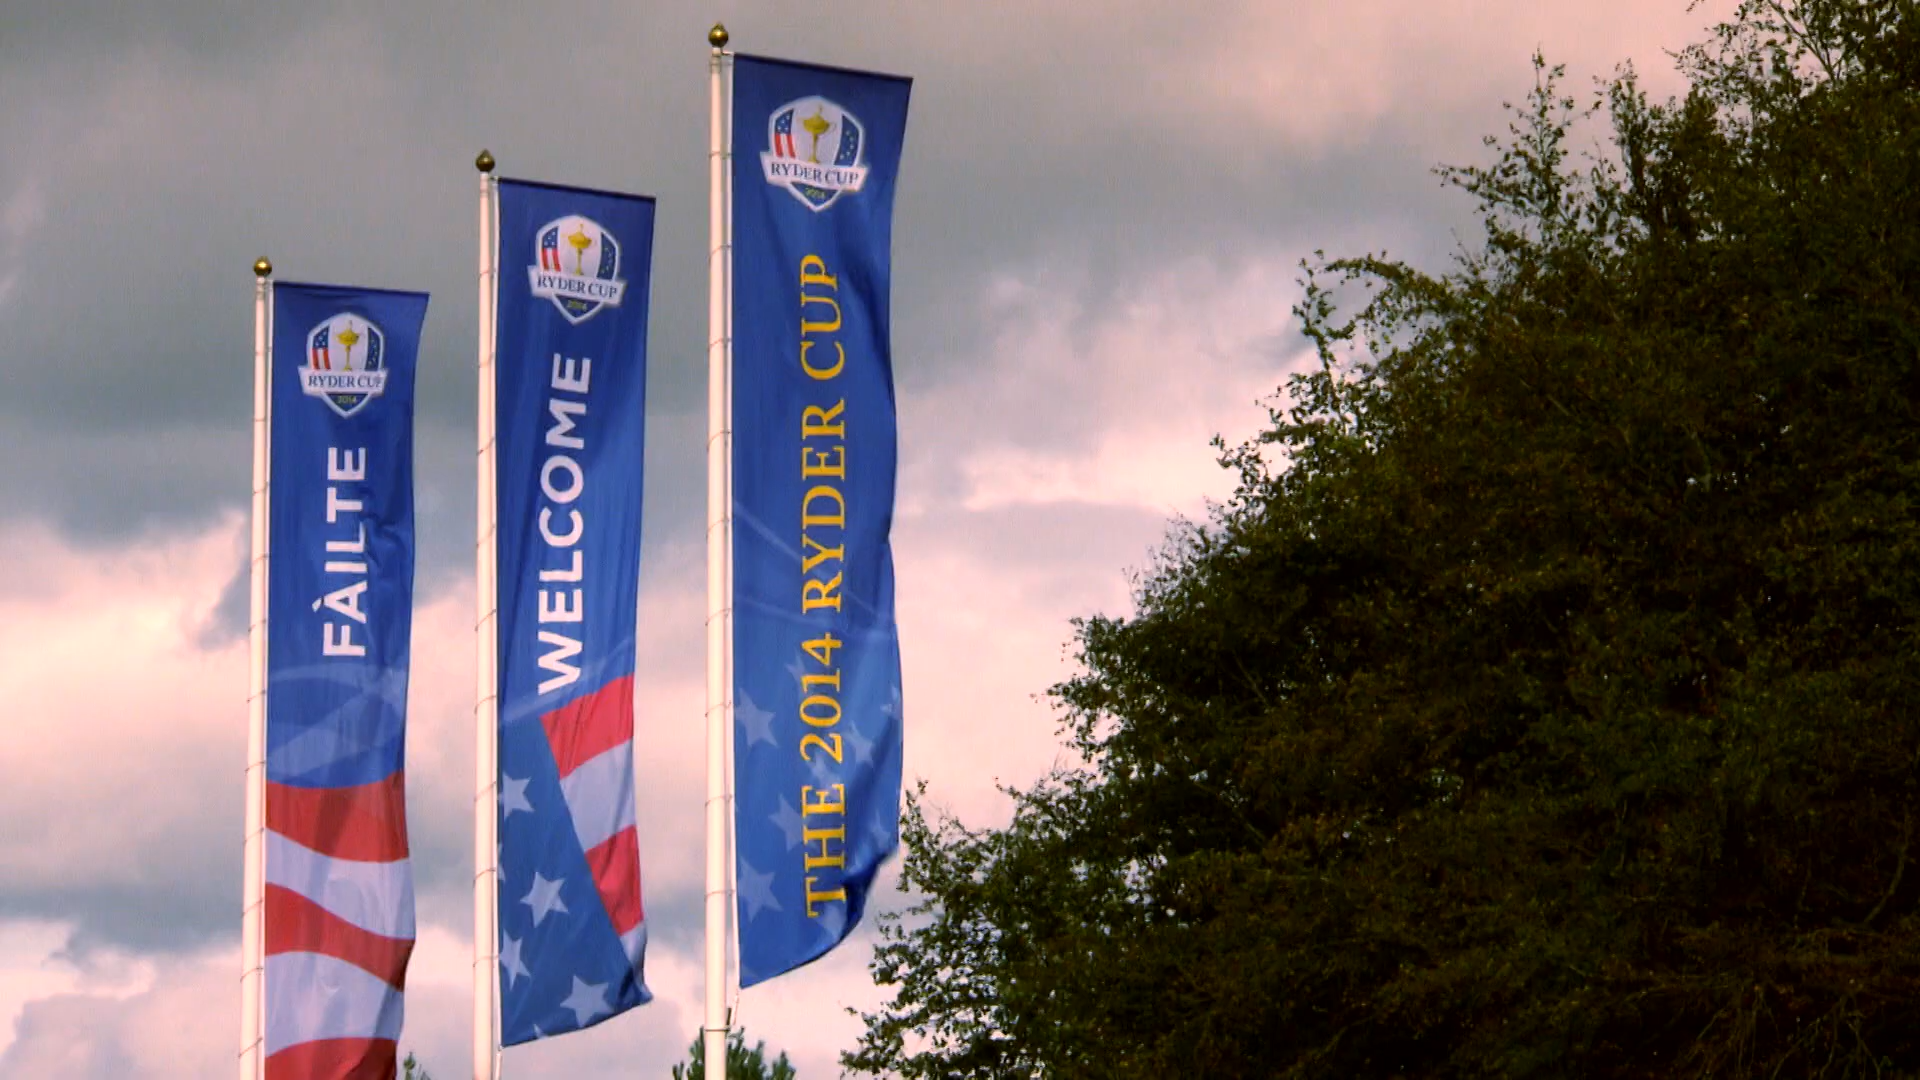 RYDER CUP
2014
FÀILTE
RYDER CUP
2014
WELCOME
RYDER CUP
2014
THE 2014 RYDER CUP